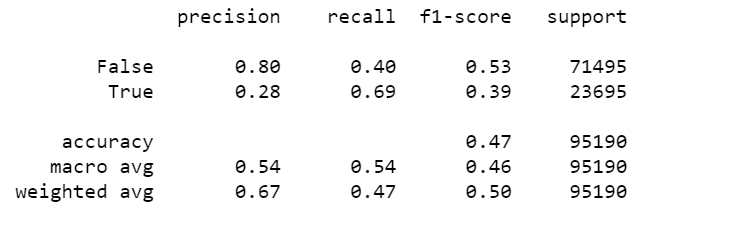 precision recall f1-score support
False 0.80 0.40 0.53 71495
True 0.28 0.69 0.39 23695
accuracy 0.47 95190
macro avg 0.54 0.54 0.46 95190
weighted avg 0.67 0.47 0.50 95190